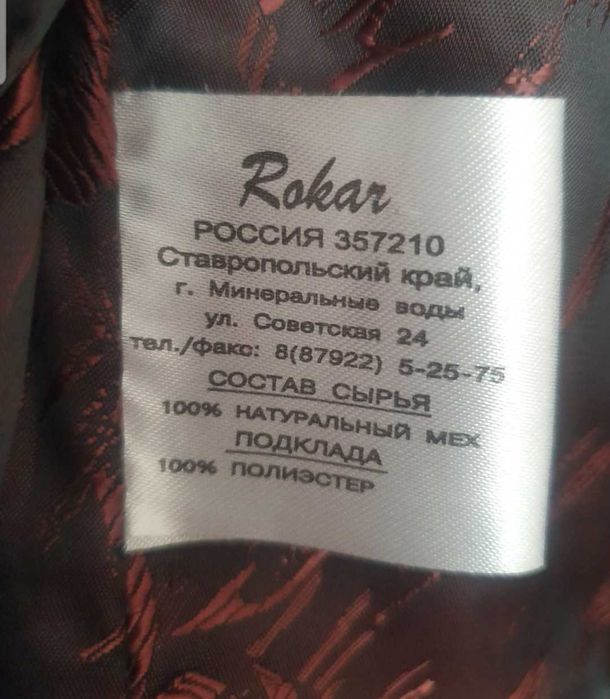 Rokar
РОССИЯ 357210
Ставропольский край,
г. Минеральные воды
ул. Советская 24
тел./факс: 8(87922) 5-25-75
СОСТАВ СЫРЬЯ
100% НАТУРАЛЬНЫЙ МЕХ
ПОДКЛАДА
100% ПОЛИЭСТЕР